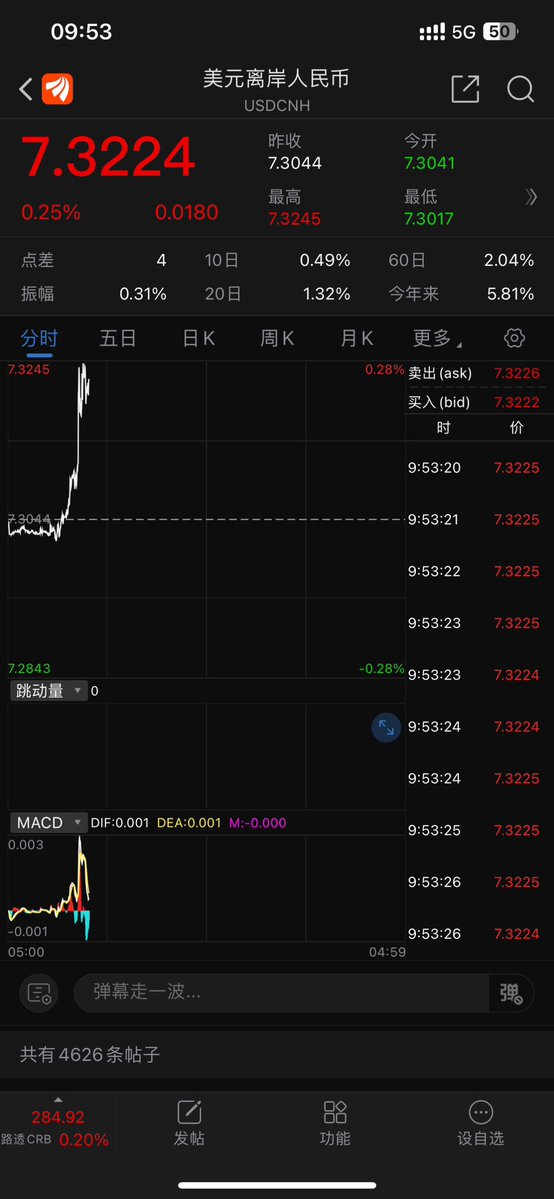 09:53 5G 50
美元离岸人民币
USDCNH
7.3224
0.25% 0.0180
昨收 今开
7.3044 7.3041
最高 最低
7.3245 7.3017
点差 4 10日 0.49% 60日 2.04%
振幅 0.31% 20日 1.32% 今年来 5.81%
分时 五日 日K 周K 月K 更多
7.3245 0.28%
7.3044
7.2843 -0.28%
卖出(ask) 7.3226
买入(bid) 7.3222
时 价
9:53:20 7.3225
9:53:21 7.3225
9:53:22 7.3225
9:53:23 7.3225
9:53:23 7.3224
9:53:24 7.3224
9:53:24 7.3225
9:53:25 7.3225
9:53:26 7.3225
9:53:26 7.3224
跳动量 0
MACD DIF:0.001 DEA:0.001 M:-0.000
0.003
-0.001
05:00 04:59
弹幕走一波... 弹
共有4626条帖子
284.92
路透CRB 0.20%
发帖 功能 设自选